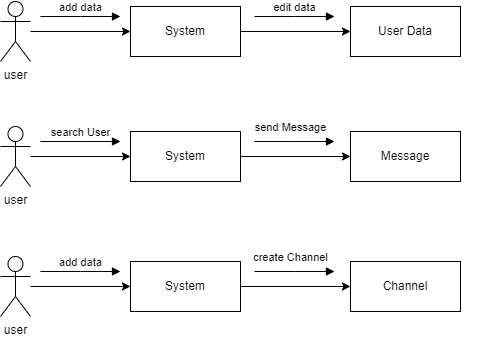 add data
edit data
System
User Data
user
search User
send Message
System
Message
user
add data
create Channel
System
Channel
user